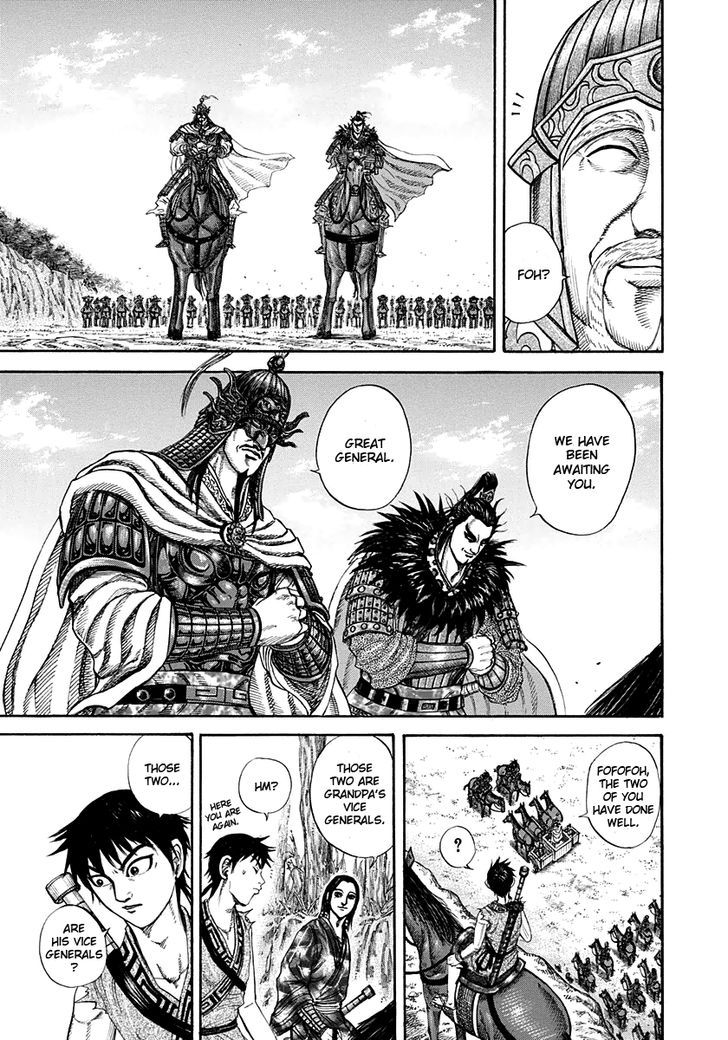 FOH?
WE HAVE
BEEN
AWAITING
YOU.
GREAT
GENERAL.
FOFOFOH,
THE TWO
OF YOU
HAVE DONE
WELL.
?
THOSE
TWO ARE
GRANDPA'S
VICE
GENERALS.
HM?
HERE
YOU ARE
AGAIN.
THOSE
TWO...
ARE
HIS VICE
GENERALS
?